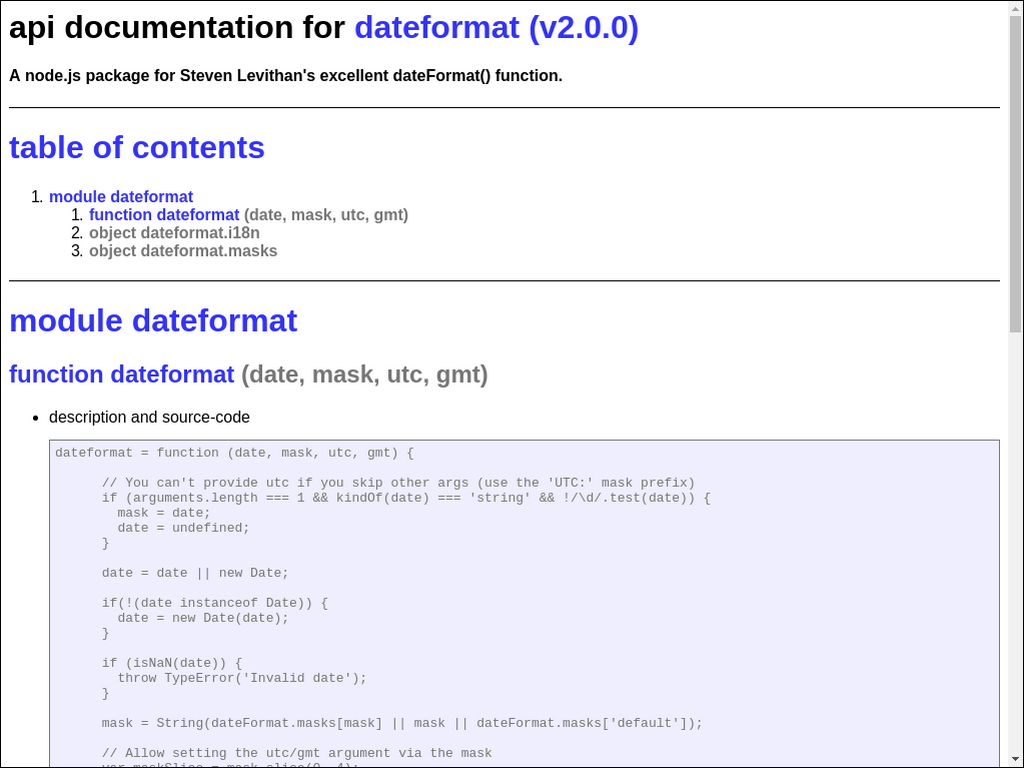 api documentation for dateformat (v2.0.0)
A node.js package for Steven Levithan's excellent dateFormat() function.
table of contents
1. module dateformat
1. function dateformat (date, mask, utc, gmt)
2. object dateformat.i18n
3. object dateformat.masks
module dateformat
function dateformat (date, mask, utc, gmt)
• description and source-code
dateformat = function (date, mask, utc, gmt) {
// You can't provide utc if you skip other args (use the 'UTC:' mask prefix)
if (arguments.length === 1 && kindOf(date) === 'string' && !/\d/.test(date)) {
mask = date;
date = undefined;
}
date = date || new Date;
if(!(date instanceof Date)) {
date = new Date(date);
}
if (isNaN(date)) {
throw TypeError('Invalid date');
}
mask = String(dateFormat.masks[mask] || mask || dateFormat.masks['default']);
// Allow setting the utc/gmt argument via the mask
var maskSlice = mask.slice(0, 4);